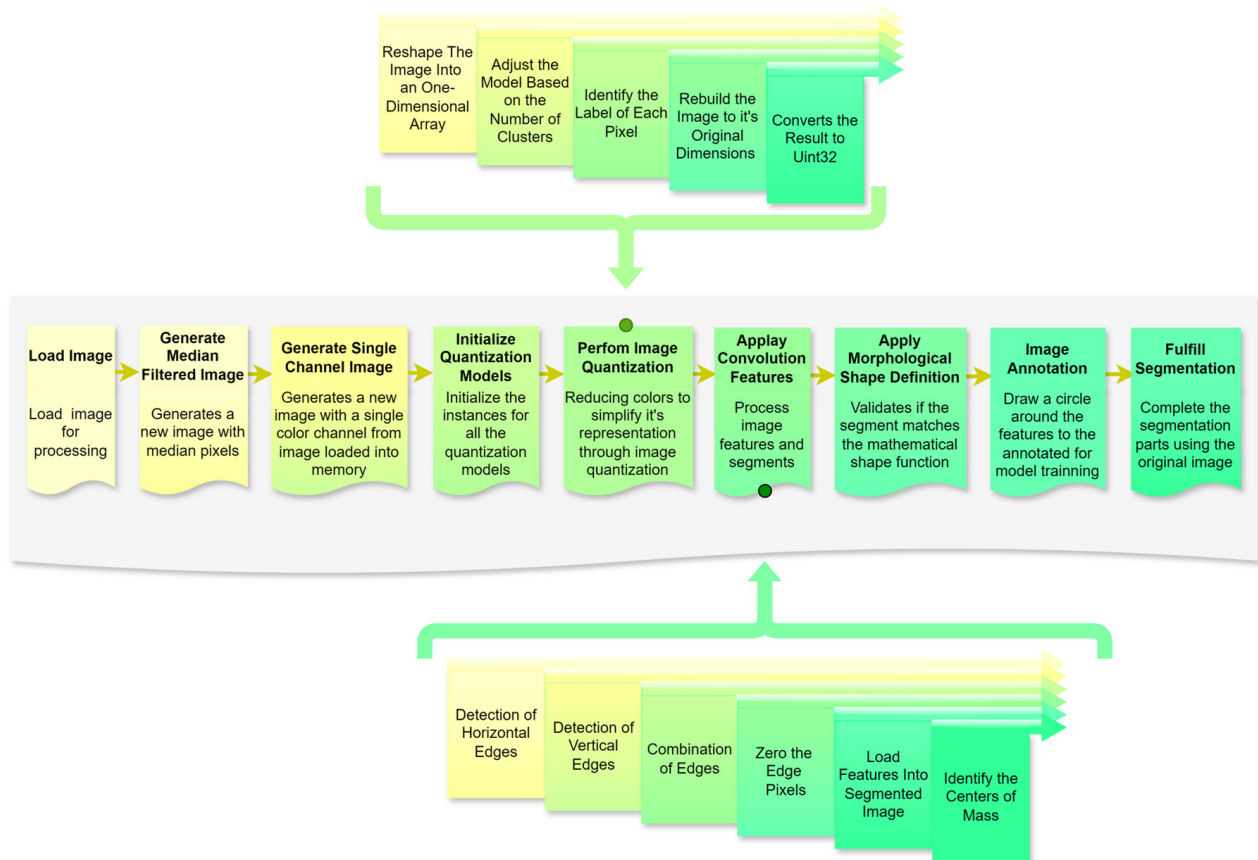 Reshape The
Image Into
an One-
Dimensional
Array
Adjust the
Model Based
on the
Number of
Clusters
Identify the
Label of Each
Pixel
Rebuild the
Image to it's
Original
Dimensions
Converts the
Result to
Uint32
Load Image
Load image
for
processing
Generate
Median
Filtered Image
Generates a
new image with
median pixels
Generate Single
Channel Image
Generates a new
image with a single
color channel from
image loaded into
memory
Initialize
Quantization
Models
Initialize the
instances for
all the
quantization
models
Perfom Image
Quantization
Reducing colors to
simplify it's
representation
through image
quantization
Applay
Convolution
Features
Process
image
features and
segments
Apply
Morphological
Shape Definition
Validates if the
segment matches
the mathematical
shape function
Image
Annotation
Draw a circle
around the
features to the
annotated for
model trainning
Fulfill
Segmentation
Complete the
segmentation
parts using the
original image
Detection of
Horizontal
Edges
Detection of
Vertical
Edges
Combination
of Edges
Zero the
Edge
Pixels
Load
Features Into
Segmented
Image
Identify the
Centers of
Mass